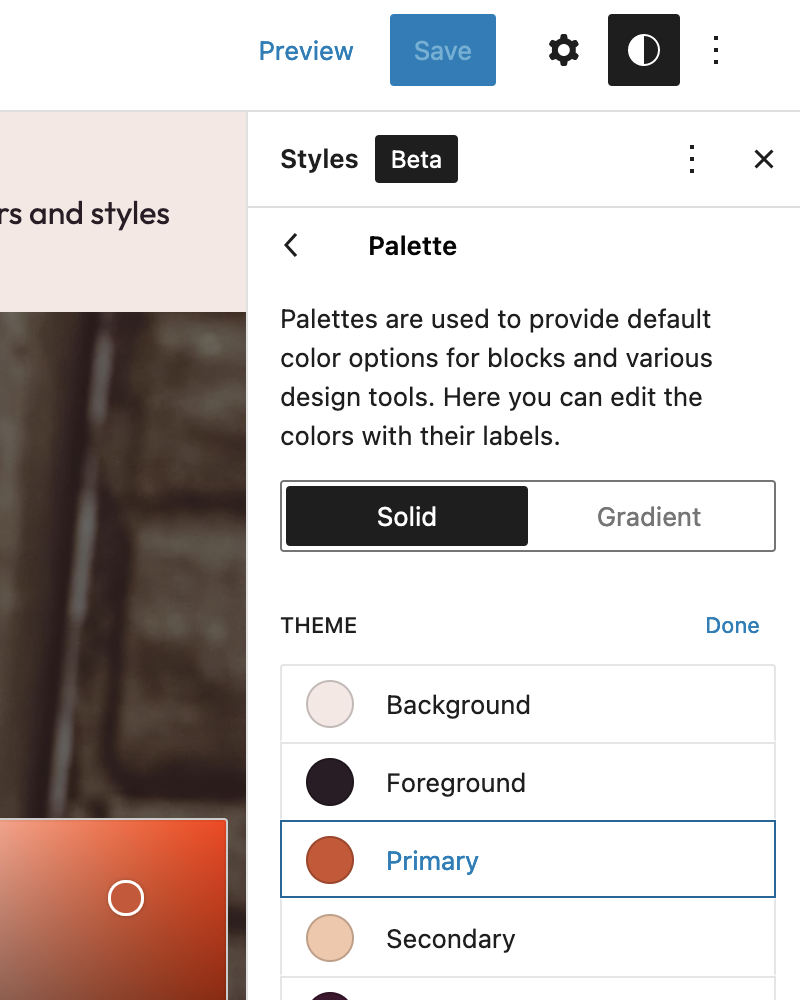 Preview
Save
Styles
Beta
rs and styles
Palette
Palettes are used to provide default
color options for blocks and various
design tools. Here you can edit the
colors with their labels.
Solid
Gradient
THEME
Done
Background
Foreground
Primary
Secondary